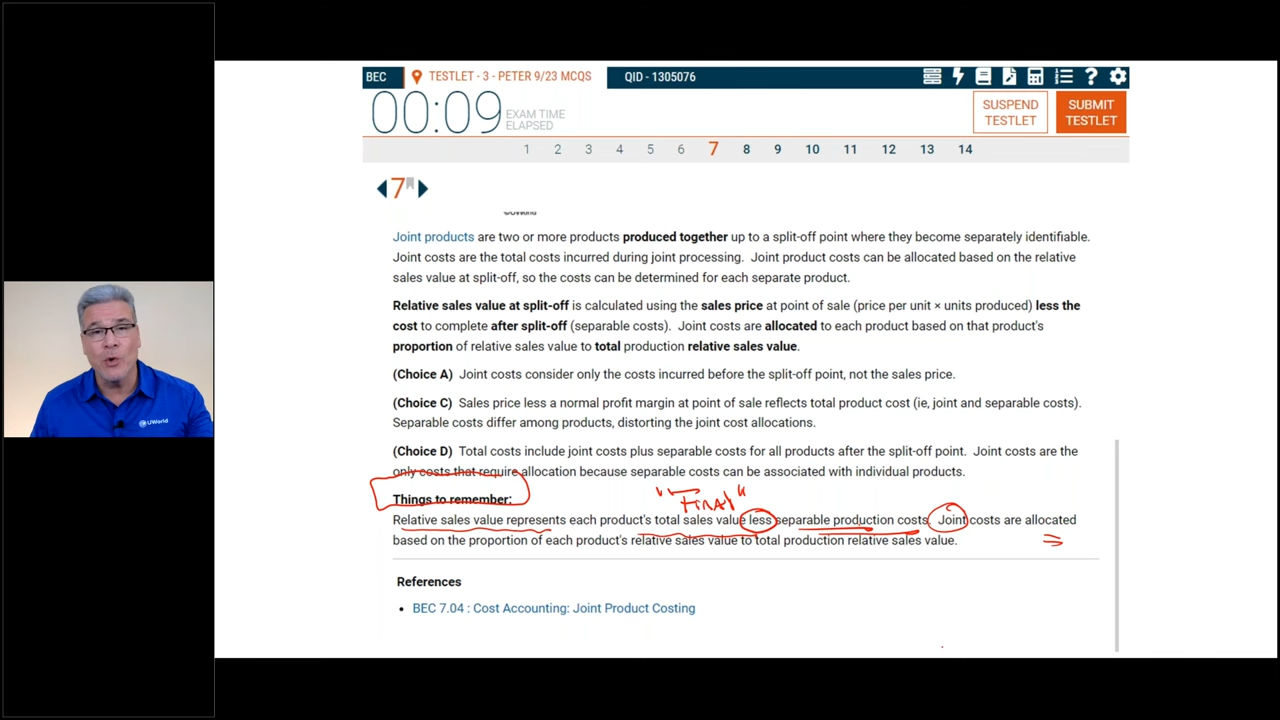 BEC
TESTLET - 3 - PETER 9/23 MCQS
QID - 1305076
00:09
EXAM TIME
ELAPSED
SUSPEND
TESTLET
SUBMIT
TESTLET
1 2 3 4 5 6 7 8 9 10 11 12 13 14
7
©UWorld
Joint products are two or more products produced together up to a split-off point where they become separately identifiable.
Joint costs are the total costs incurred during joint processing. Joint product costs can be allocated based on the relative
sales value at split-off, so the costs can be determined for each separate product.
Relative sales value at split-off is calculated using the sales price at point of sale (price per unit × units produced) less the
cost to complete after split-off (separable costs). Joint costs are allocated to each product based on that product's
proportion of relative sales value to total production relative sales value.
(Choice A) Joint costs consider only the costs incurred before the split-off point, not the sales price.
(Choice C) Sales price less a normal profit margin at point of sale reflects total product cost (ie, joint and separable costs).
Separable costs differ among products, distorting the joint cost allocations.
(Choice D) Total costs include joint costs plus separable costs for all products after the split-off point. Joint costs are the
only costs that require allocation because separable costs can be associated with individual products.
Things to remember:
"FINAL"
Relative sales value represents each product's total sales value less separable production costs. Joint costs are allocated
based on the proportion of each product's relative sales value to total production relative sales value.
References
• BEC 7.04 : Cost Accounting: Joint Product Costing
UWorld